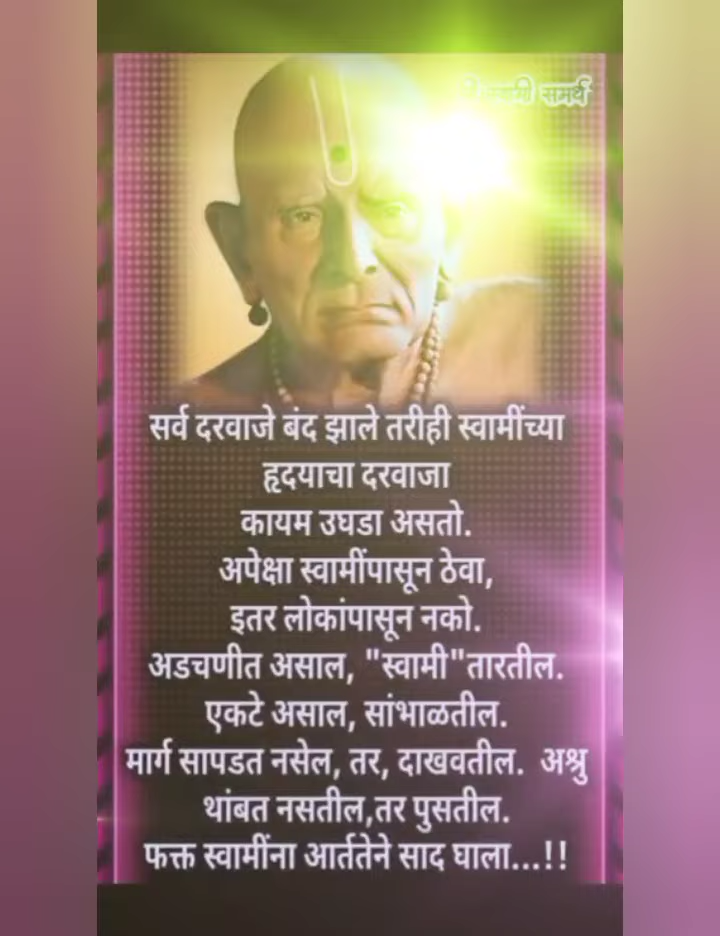 स्वामी समर्थ
सर्व दरवाजे बंद झाले तरीही स्वामींच्या
हृदयाचा दरवाजा
कायम उघडा असतो.
अपेक्षा स्वामींपासून ठेवा,
इतर लोकांपासून नको.
अडचणीत असाल, "स्वामी"तारतील.
एकटे असाल, सांभाळतील.
मार्ग सापडत नसेल, तर, दाखवतील. अश्रु
थांबत नसतील,तर पुसतील.
फक्त स्वामींना आर्ततेने साद घाला...!!